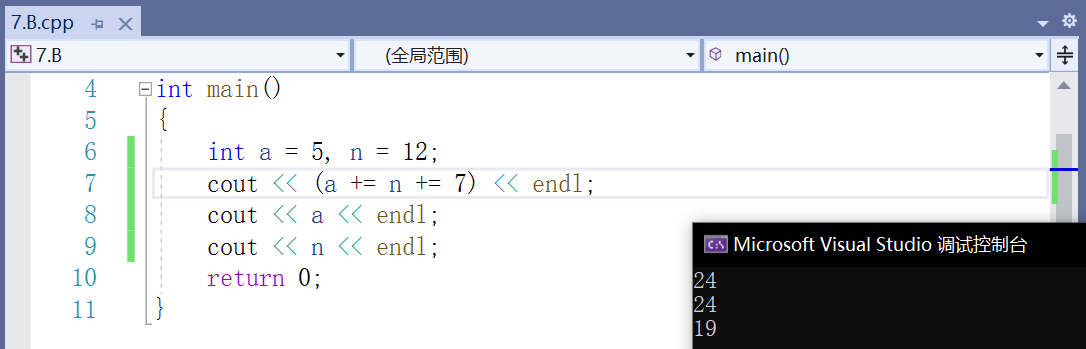 7.B.cpp
7.B (全局范围) main()
4 int main()
5 {
6 int a = 5, n = 12;
7 cout << (a += n += 7) << endl;
8 cout << a << endl;
9 cout << n << endl;
10 return 0;
11 }
Microsoft Visual Studio 调试控制台
24
24
19